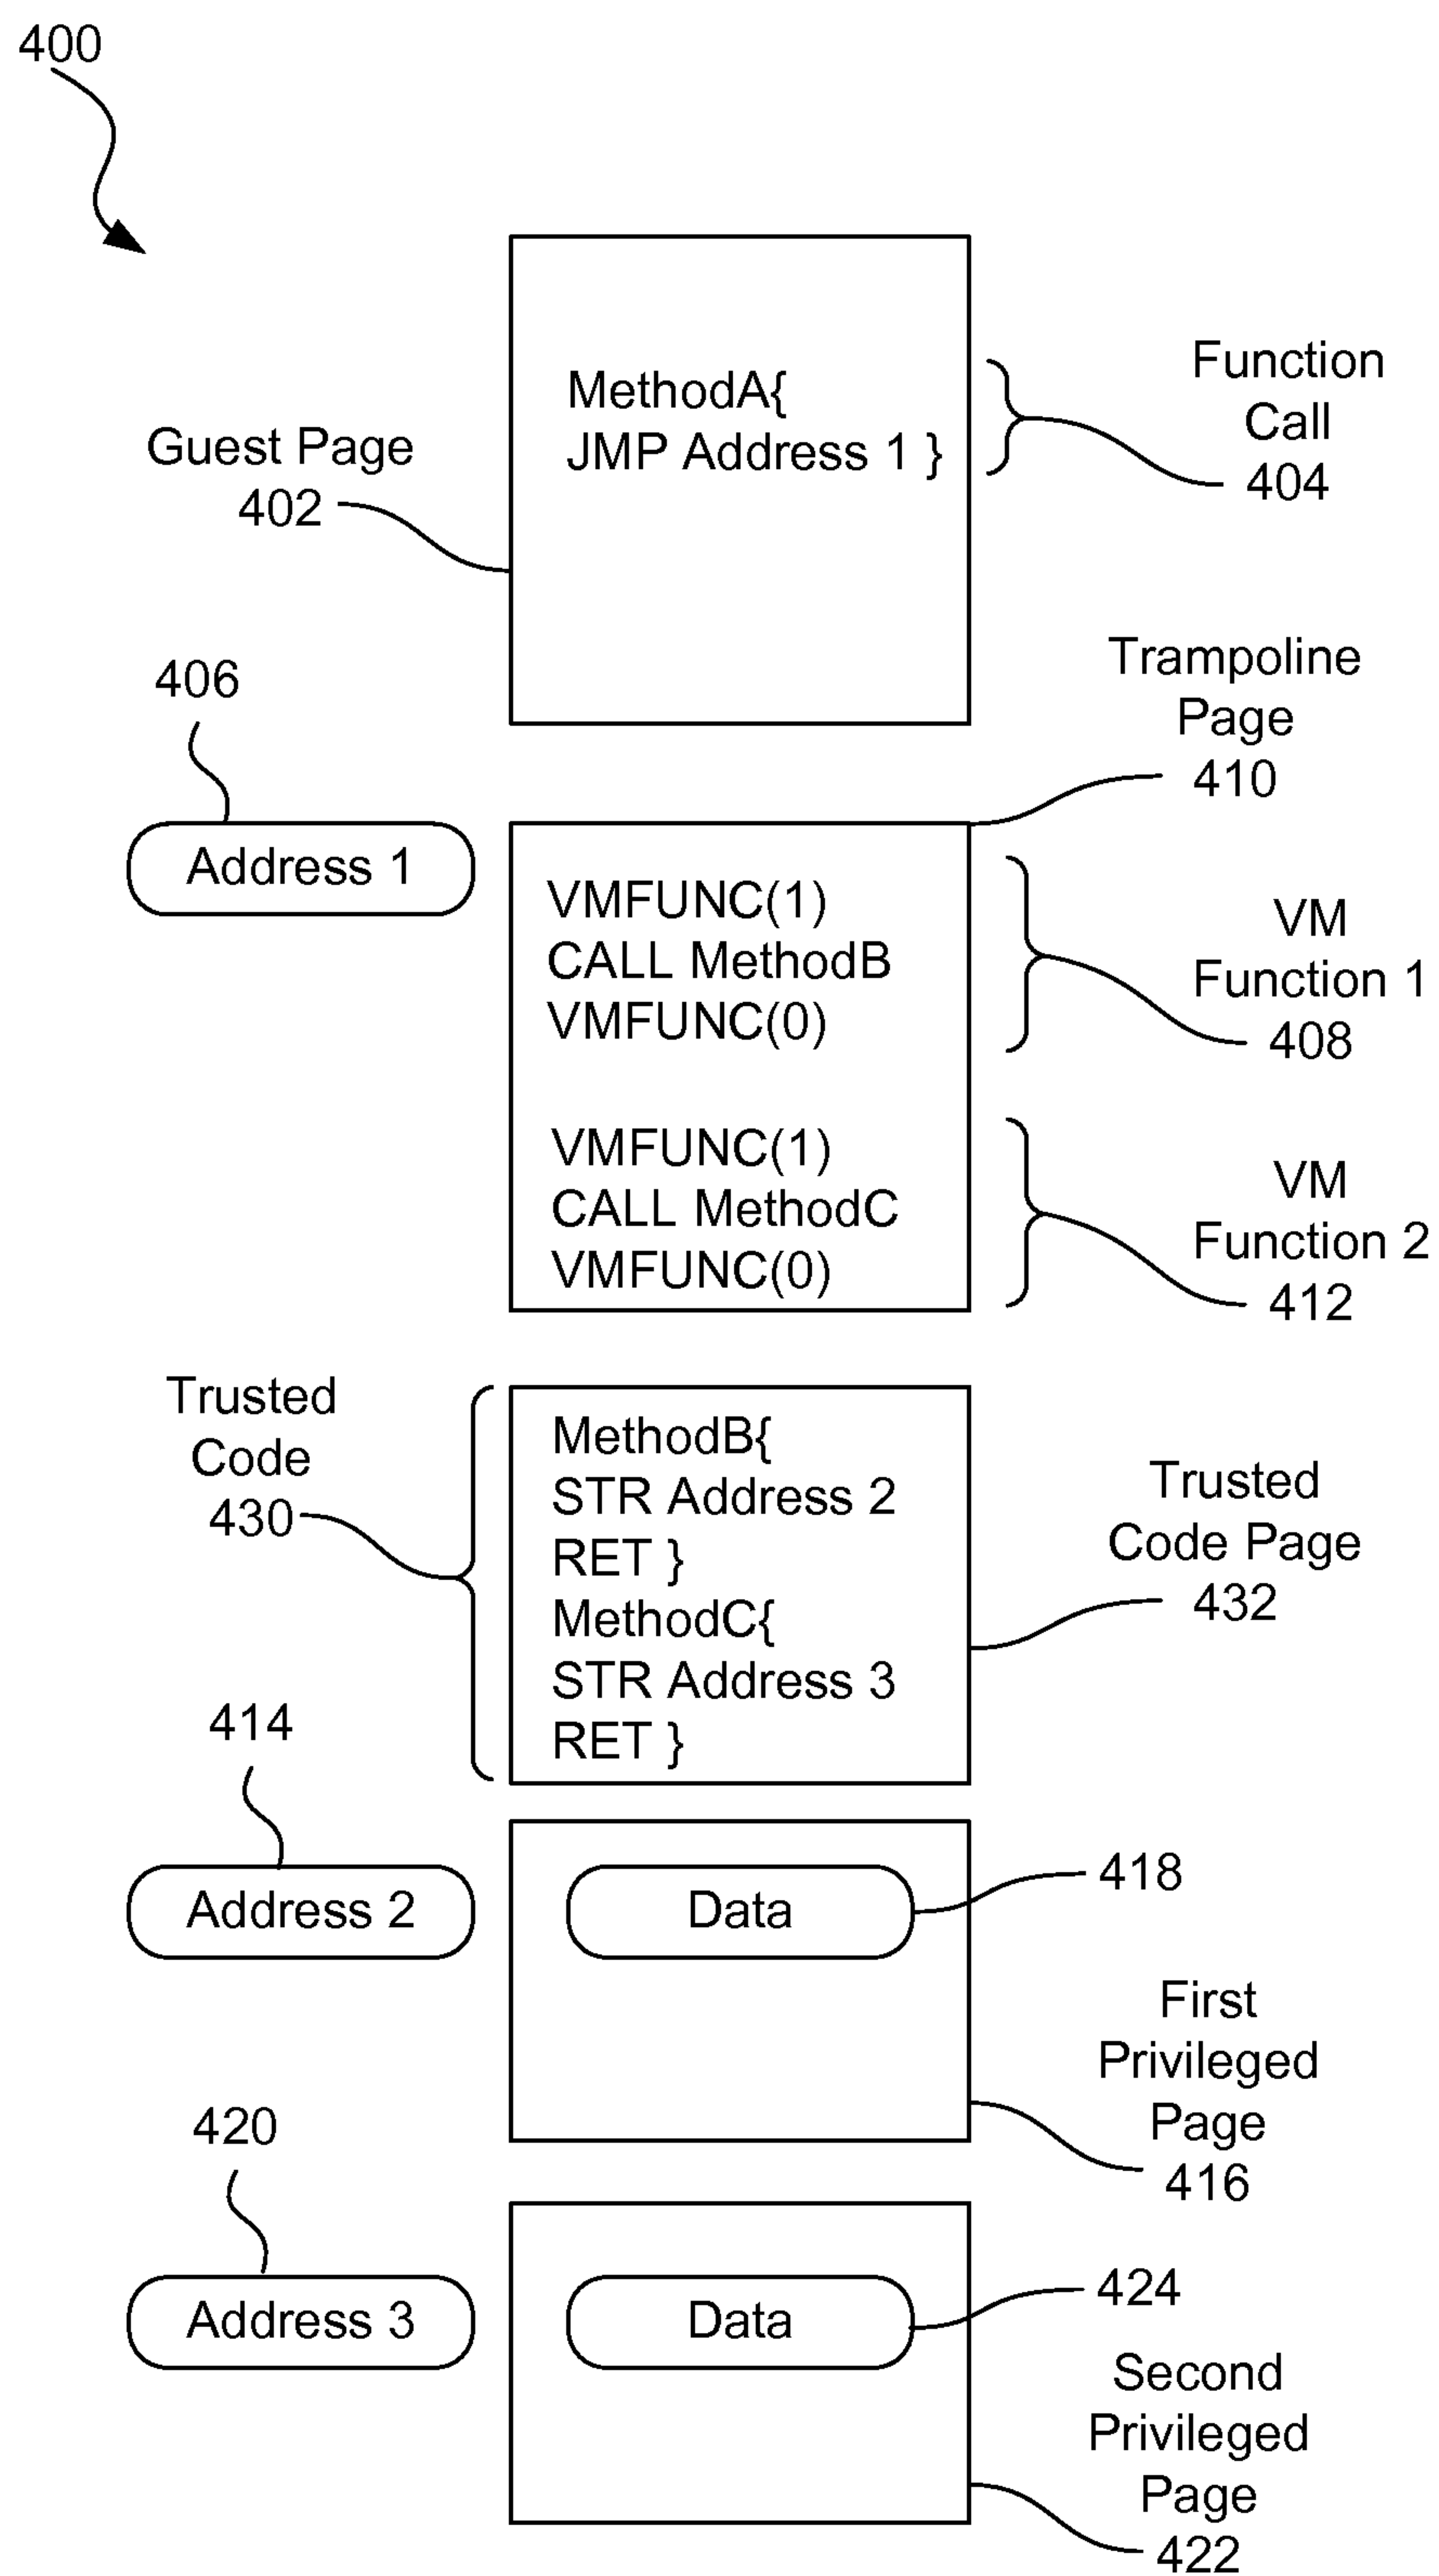 400
MethodA{
JMP Address 1 }
Function
Call
404
Guest Page
402
Trampoline
Page
410
406
Address 1
VMFUNC(1)
CALL MethodB
VMFUNC(0)
VM
Function 1
408
VMFUNC(1)
CALL MethodC
VMFUNC(0)
VM
Function 2
412
Trusted
Code
430
MethodB{
STR Address 2
RET }
MethodC{
STR Address 3
RET }
Trusted
Code Page
432
414
Address 2
Data
418
First
Privileged
Page
416
420
Address 3
Data
424
Second
Privileged
Page
422